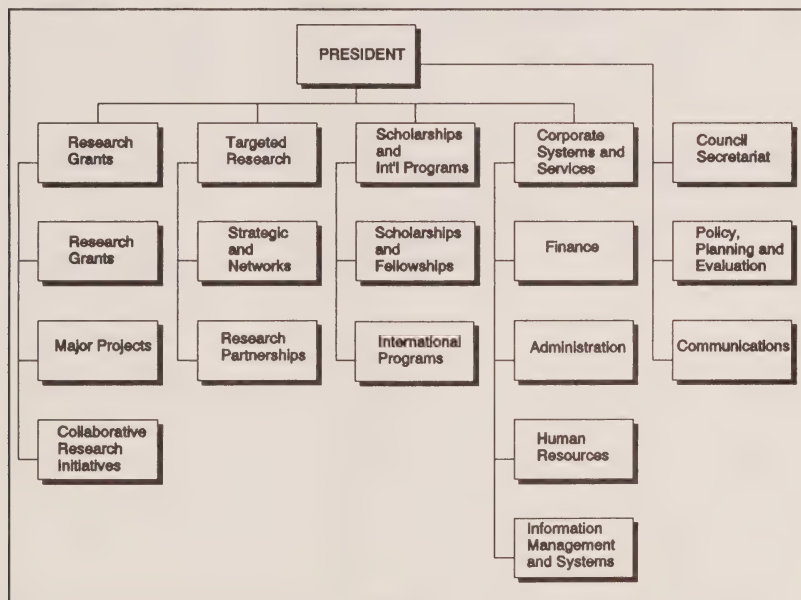 PRESIDENT
Research
Grants
Targeted
Research
Scholarships
and
Int'l Programs
Corporate
Systems and
Services
Council
Secretariat
Research
Grants
Strategic
and
Networks
Scholarships
and
Fellowships
Finance
Policy,
Planning and
Evaluation
Major Projects
Research
Partnerships
International
Programs
Administration
Communications
Collaborative
Research
Initiatives
Human
Resources
Information
Management
and Systems